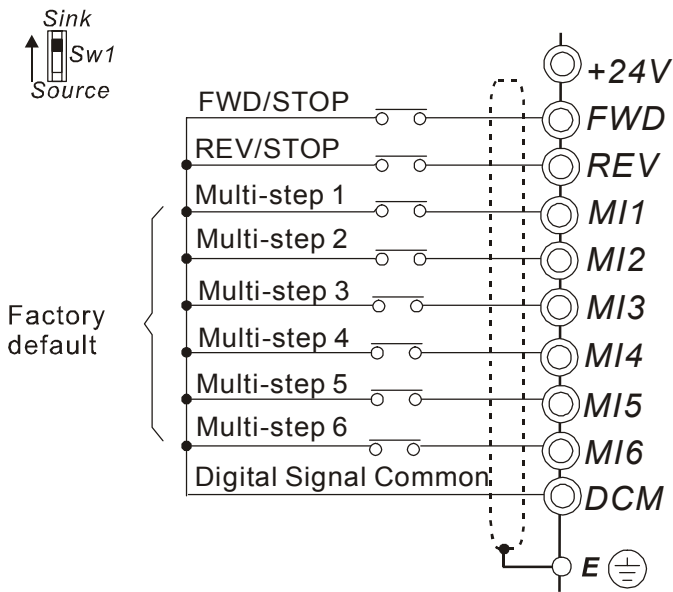 Sink
Sw1
Source
+24V
FWD/STOP
FWD
REV/STOP
REV
Multi-step 1
MI1
Multi-step 2
MI2
Multi-step 3
MI3
Factory
default
Multi-step 4
MI4
Multi-step 5
MI5
Multi-step 6
MI6
Digital Signal Common
DCM
E